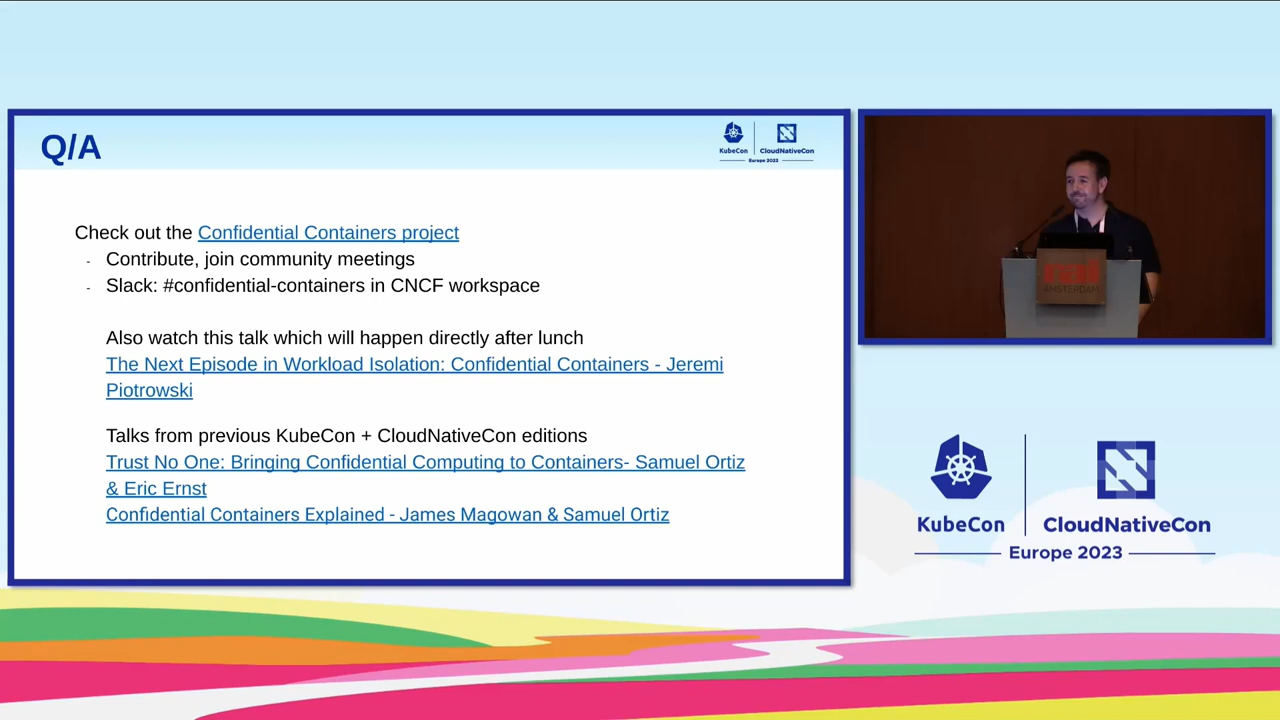 Q/A
KubeCon
CloudNativeCon
Europe 2023
Check out the Confidential Containers project
- Contribute, join community meetings
- Slack: #confidential-containers in CNCF workspace
Also watch this talk which will happen directly after lunch
The Next Episode in Workload Isolation: Confidential Containers - Jeremi
Piotrowski
Talks from previous KubeCon + CloudNativeCon editions
Trust No One: Bringing Confidential Computing to Containers- Samuel Ortiz
& Eric Ernst
Confidential Containers Explained - James Magowan & Samuel Ortiz
AMSTERDAM
KubeCon
CloudNativeCon
Europe 2023